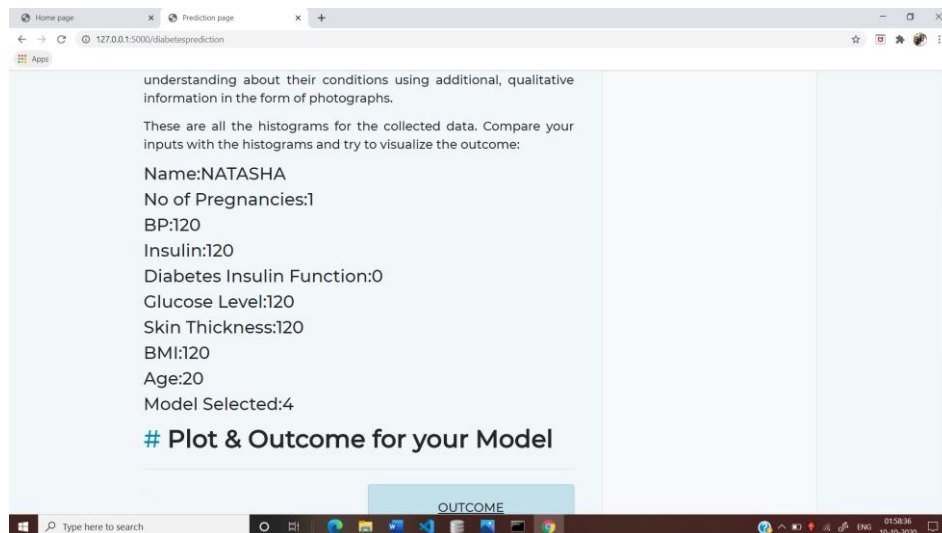 Home page
Prediction page
127.0.0.1:5000/diabetesprediction
Apps
understanding about their conditions using additional, qualitative
information in the form of photographs.
These are all the histograms for the collected data. Compare your
inputs with the histograms and try to visualize the outcome:
Name:NATASHA
No of Pregnancies:1
BP:120
Insulin:120
Diabetes Insulin Function:0
Glucose Level:120
Skin Thickness:120
BMI:120
Age:20
Model Selected:4
# Plot & Outcome for your Model
OUTCOME
Type here to search
ENG
01:58:36
10-10-2020